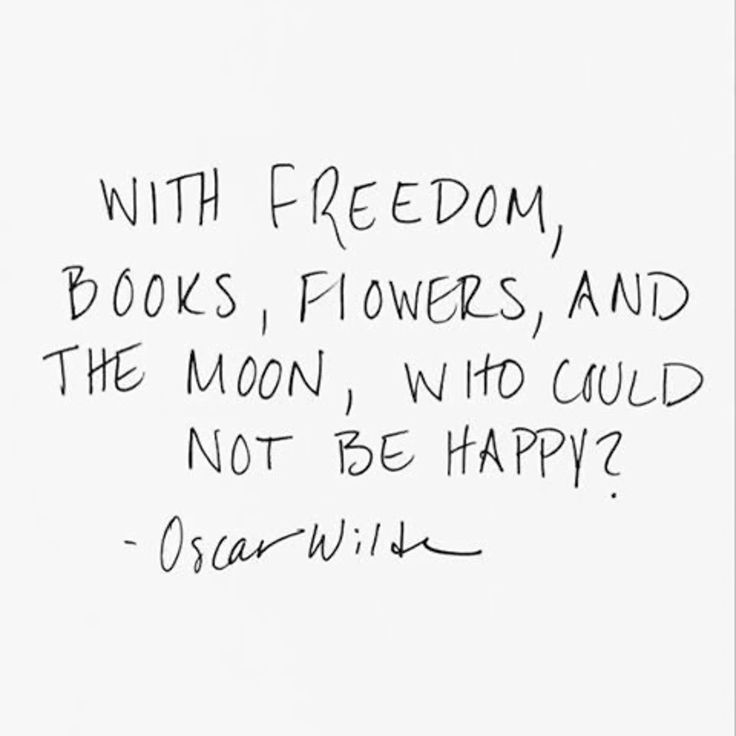 WITH FREEDOM,
BOOKS, FLOWERS, AND
THE MOON, WHO COULD
NOT BE HAPPY?
- Oscar Wilde